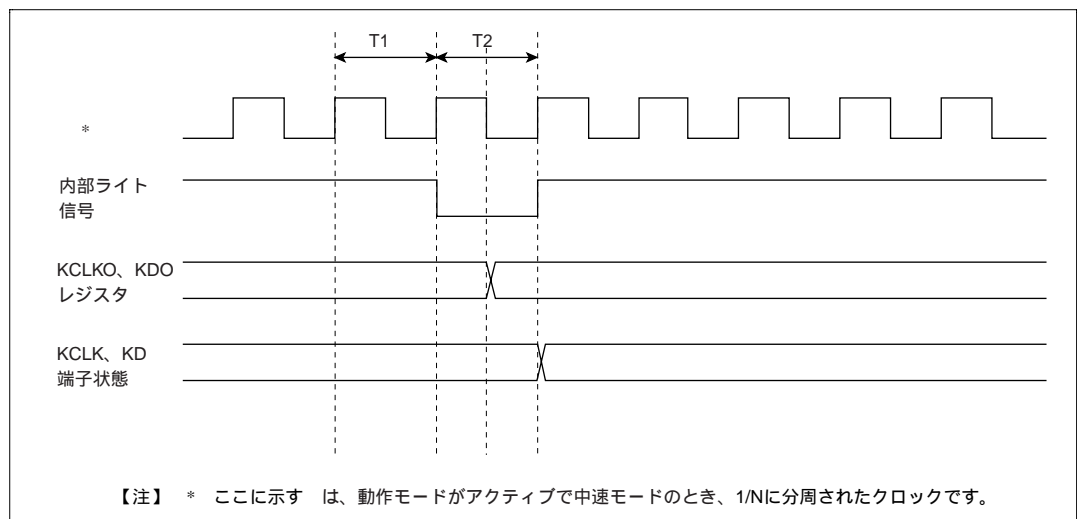 T1 T2
*
内部ライト
信号
KCLKO、KDO
レジスタ
KCLK、KD
端子状態
【注】 * ここに示す は、動作モードがアクティブで中速モードのとき、1/Nに分周されたクロックです。